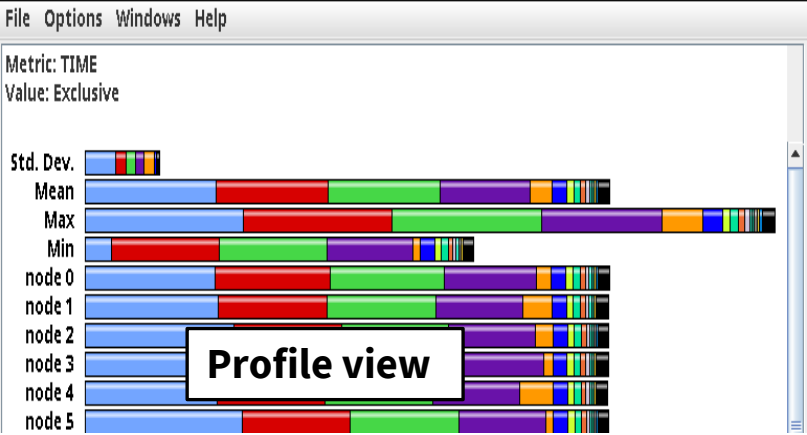 File Options Windows Help
Metric: TIME
Value: Exclusive
Std. Dev.
Mean
Max
Min
node 0
node 1
node 2
node 3
node 4
node 5
Profile view